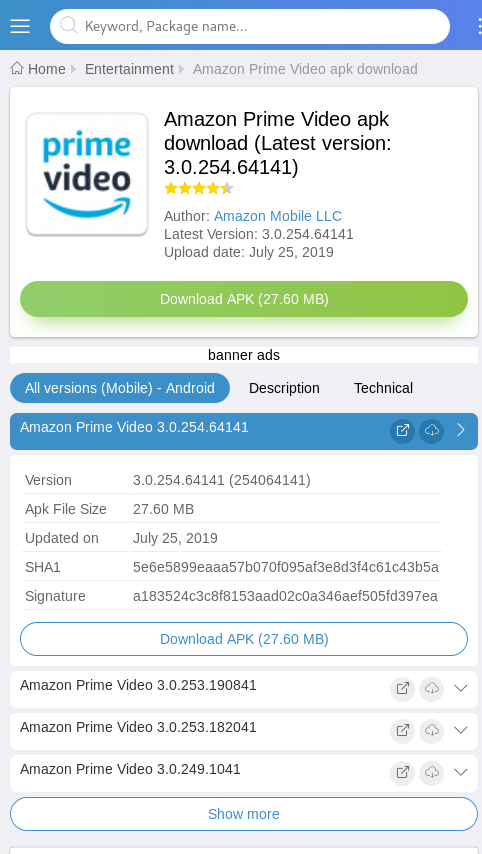 Keyword, Package name...
Home Entertainment Amazon Prime Video apk download
prime
video
Amazon Prime Video apk
download (Latest version:
3.0.254.64141)
Author: Amazon Mobile LLC
Latest Version: 3.0.254.64141
Upload date: July 25, 2019
Download APK (27.60 MB)
banner ads
All versions (Mobile) - Android Description Technical
Amazon Prime Video 3.0.254.64141
Version 3.0.254.64141 (254064141)
Apk File Size 27.60 MB
Updated on July 25, 2019
SHA1 5e6e5899eaaa57b070f095af3e8d3f4c61c43b5a
Signature a183524c3c8f8153aad02c0a346aef505fd397ea
Download APK (27.60 MB)
Amazon Prime Video 3.0.253.190841
Amazon Prime Video 3.0.253.182041
Amazon Prime Video 3.0.249.1041
Show more